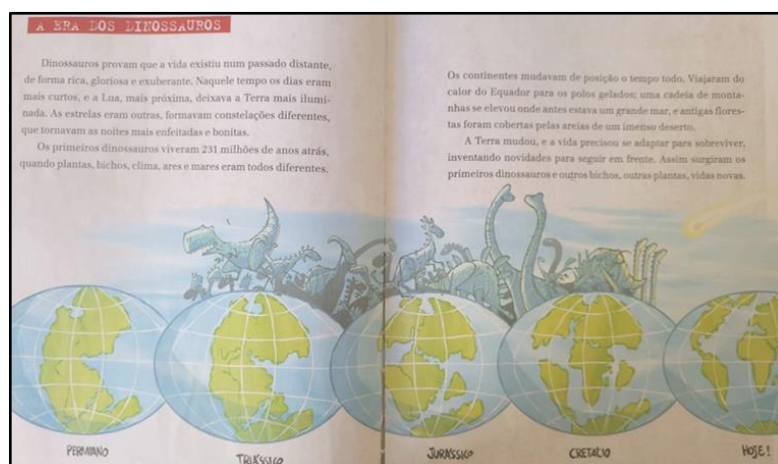 A ERA DOS DINOSSAUROS
Dinossauros provam que a vida existiu num passado distante,
de forma rica, gloriosa e exuberante. Naquele tempo os dias eram
mais curtos, e a Lua, mais próxima, deixava a Terra mais ilumi-
nada. As estrelas eram outras, formavam constelações diferentes,
que tornavam as noites mais enfeitadas e bonitas.
Os primeiros dinossauros viveram 231 milhões de anos atrás,
quando plantas, bichos, clima, ares e mares eram todos diferentes.
Os continentes mudavam de posição o tempo todo. Viajaram do
calor do Equador para os polos gelados; uma cadeia de monta-
nhas se elevou onde antes estava um grande mar, e antigas flores-
tas foram cobertas pelas areias de um imenso deserto.
A Terra mudou, e a vida precisou se adaptar para sobreviver,
inventando novidades para seguir em frente. Assim surgiram os
primeiros dinossauros e outros bichos, outras plantas, vidas novas.
PERMIANO
TRIÁSSICO
JURÁSSICO
CRETÁCIO
HOJE!